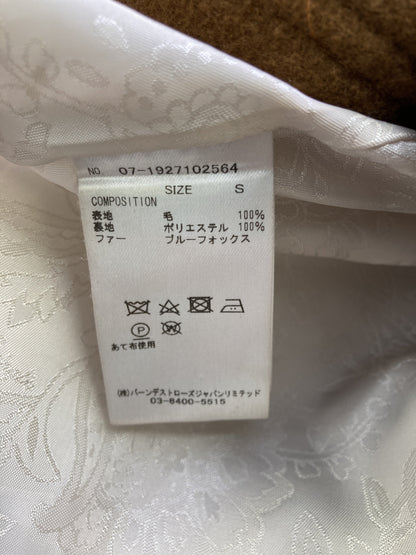 NO. 07-1927102564
SIZE S
COMPOSITION
表地 毛 100%
裏地 ポリエステル 100%
ファー ブルーフォックス
P W
あて布使用
(株)バーンデストローズジャパンリミテッド
03-6400-5515